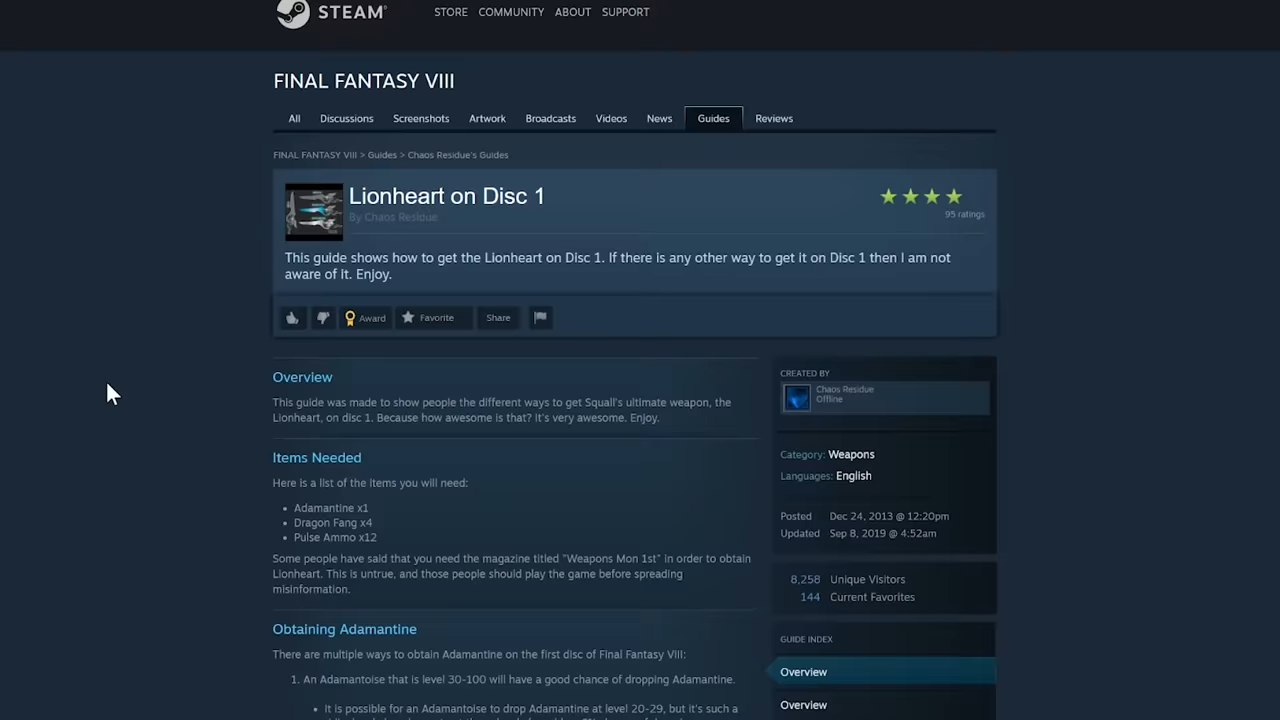 STEAM®
STORE COMMUNITY ABOUT SUPPORT
FINAL FANTASY VIII
All Discussions Screenshots Artwork Broadcasts Videos News Guides Reviews
FINAL FANTASY VIII > Guides > Chaos Residue's Guides
Lionheart on Disc 1
By Chaos Residue
95 ratings
This guide shows how to get the Lionheart on Disc 1. If there is any other way to get it on Disc 1 then I am not
aware of it. Enjoy.
Award Favorite Share
Overview
This guide was made to show people the different ways to get Squall's ultimate weapon, the
Lionheart, on disc 1. Because how awesome is that? It's very awesome. Enjoy.
Items Needed
Here is a list of the items you will need:
Adamantine x1
Dragon Fang x4
Pulse Ammo x12
Some people have said that you need the magazine titled "Weapons Mon 1st" in order to obtain
Lionheart. This is untrue, and those people should play the game before spreading
misinformation.
Obtaining Adamantine
There are multiple ways to obtain Adamantine on the first disc of Final Fantasy VIII:
1. An Adamantoise that is level 30-100 will have a good chance of dropping Adamantine.
It is possible for an Adamantoise to drop Adamantine at level 20-29, but it's such a
CREATED BY
Chaos Residue
Offline
Category: Weapons
Languages: English
Posted Dec 24, 2013 @ 12:20pm
Updated Sep 8, 2019 @ 4:52am
8,258 Unique Visitors
144 Current Favorites
GUIDE INDEX
Overview
Overview